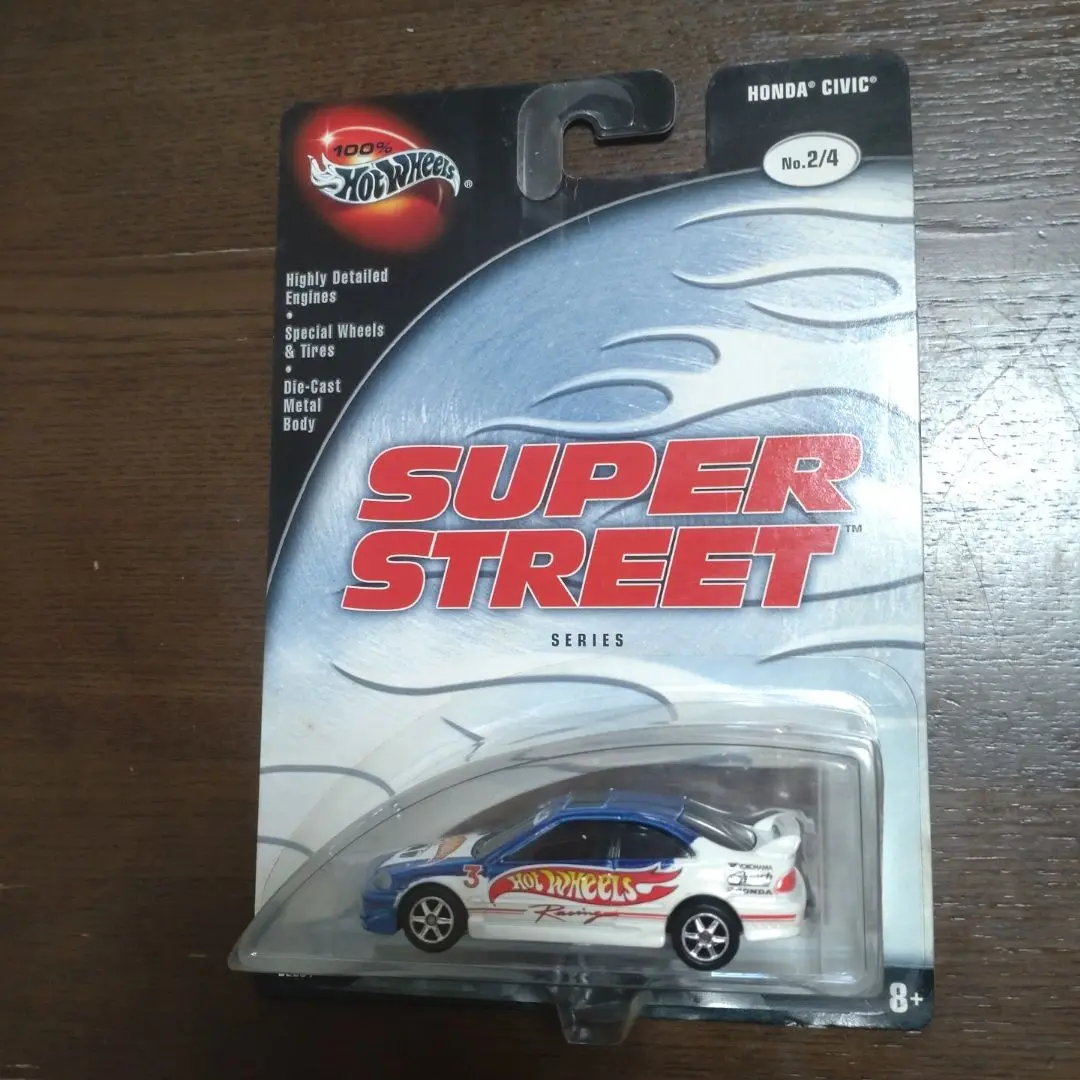 100%
HOT WHEELS®
HONDA® CIVIC®
No.2/4
Highly Detailed
Engines
•
Special Wheels
& Tires
•
Die-Cast
Metal
Body
SUPER
STREET™
SERIES
3
HOT WHEELS
Racing
YOKOHAMA
HONDA
8+